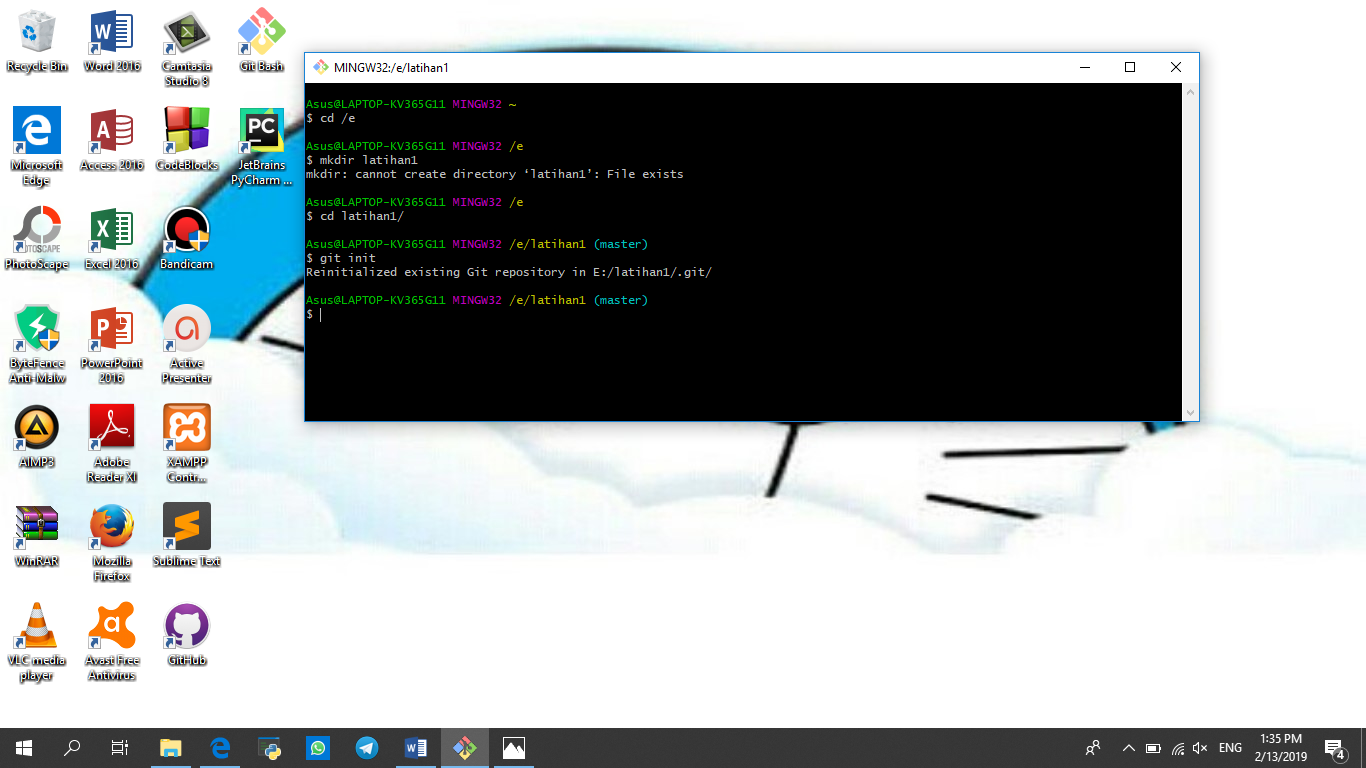 Recycle Bin
Word 2016
Camtasia
Studio 8
Git Bash
Microsoft
Edge
Access 2016
CodeBlocks
PC
JetBrains
PyCharm ...
PhotoScape
Excel 2016
Bandicam
ByteFence
Anti-Malw
PowerPoint
2016
Active
Presenter
AIMP3
Adobe
Reader XI
XAMPP
Contr...
WinRAR
Mozilla
Firefox
Sublime Text
VLC media
player
Avast Free
Antivirus
GitHub
MINGW32:/e/latihan1
Asus@LAPTOP-KV365G11 MINGW32 ~
$ cd /e
Asus@LAPTOP-KV365G11 MINGW32 /e
$ mkdir latihan1
mkdir: cannot create directory ‘latihan1’: File exists
Asus@LAPTOP-KV365G11 MINGW32 /e
$ cd latihan1/
Asus@LAPTOP-KV365G11 MINGW32 /e/latihan1 (master)
$ git init
Reinitialized existing Git repository in E:/latihan1/.git/
Asus@LAPTOP-KV365G11 MINGW32 /e/latihan1 (master)
$
ENG
1:35 PM
2/13/2019
4